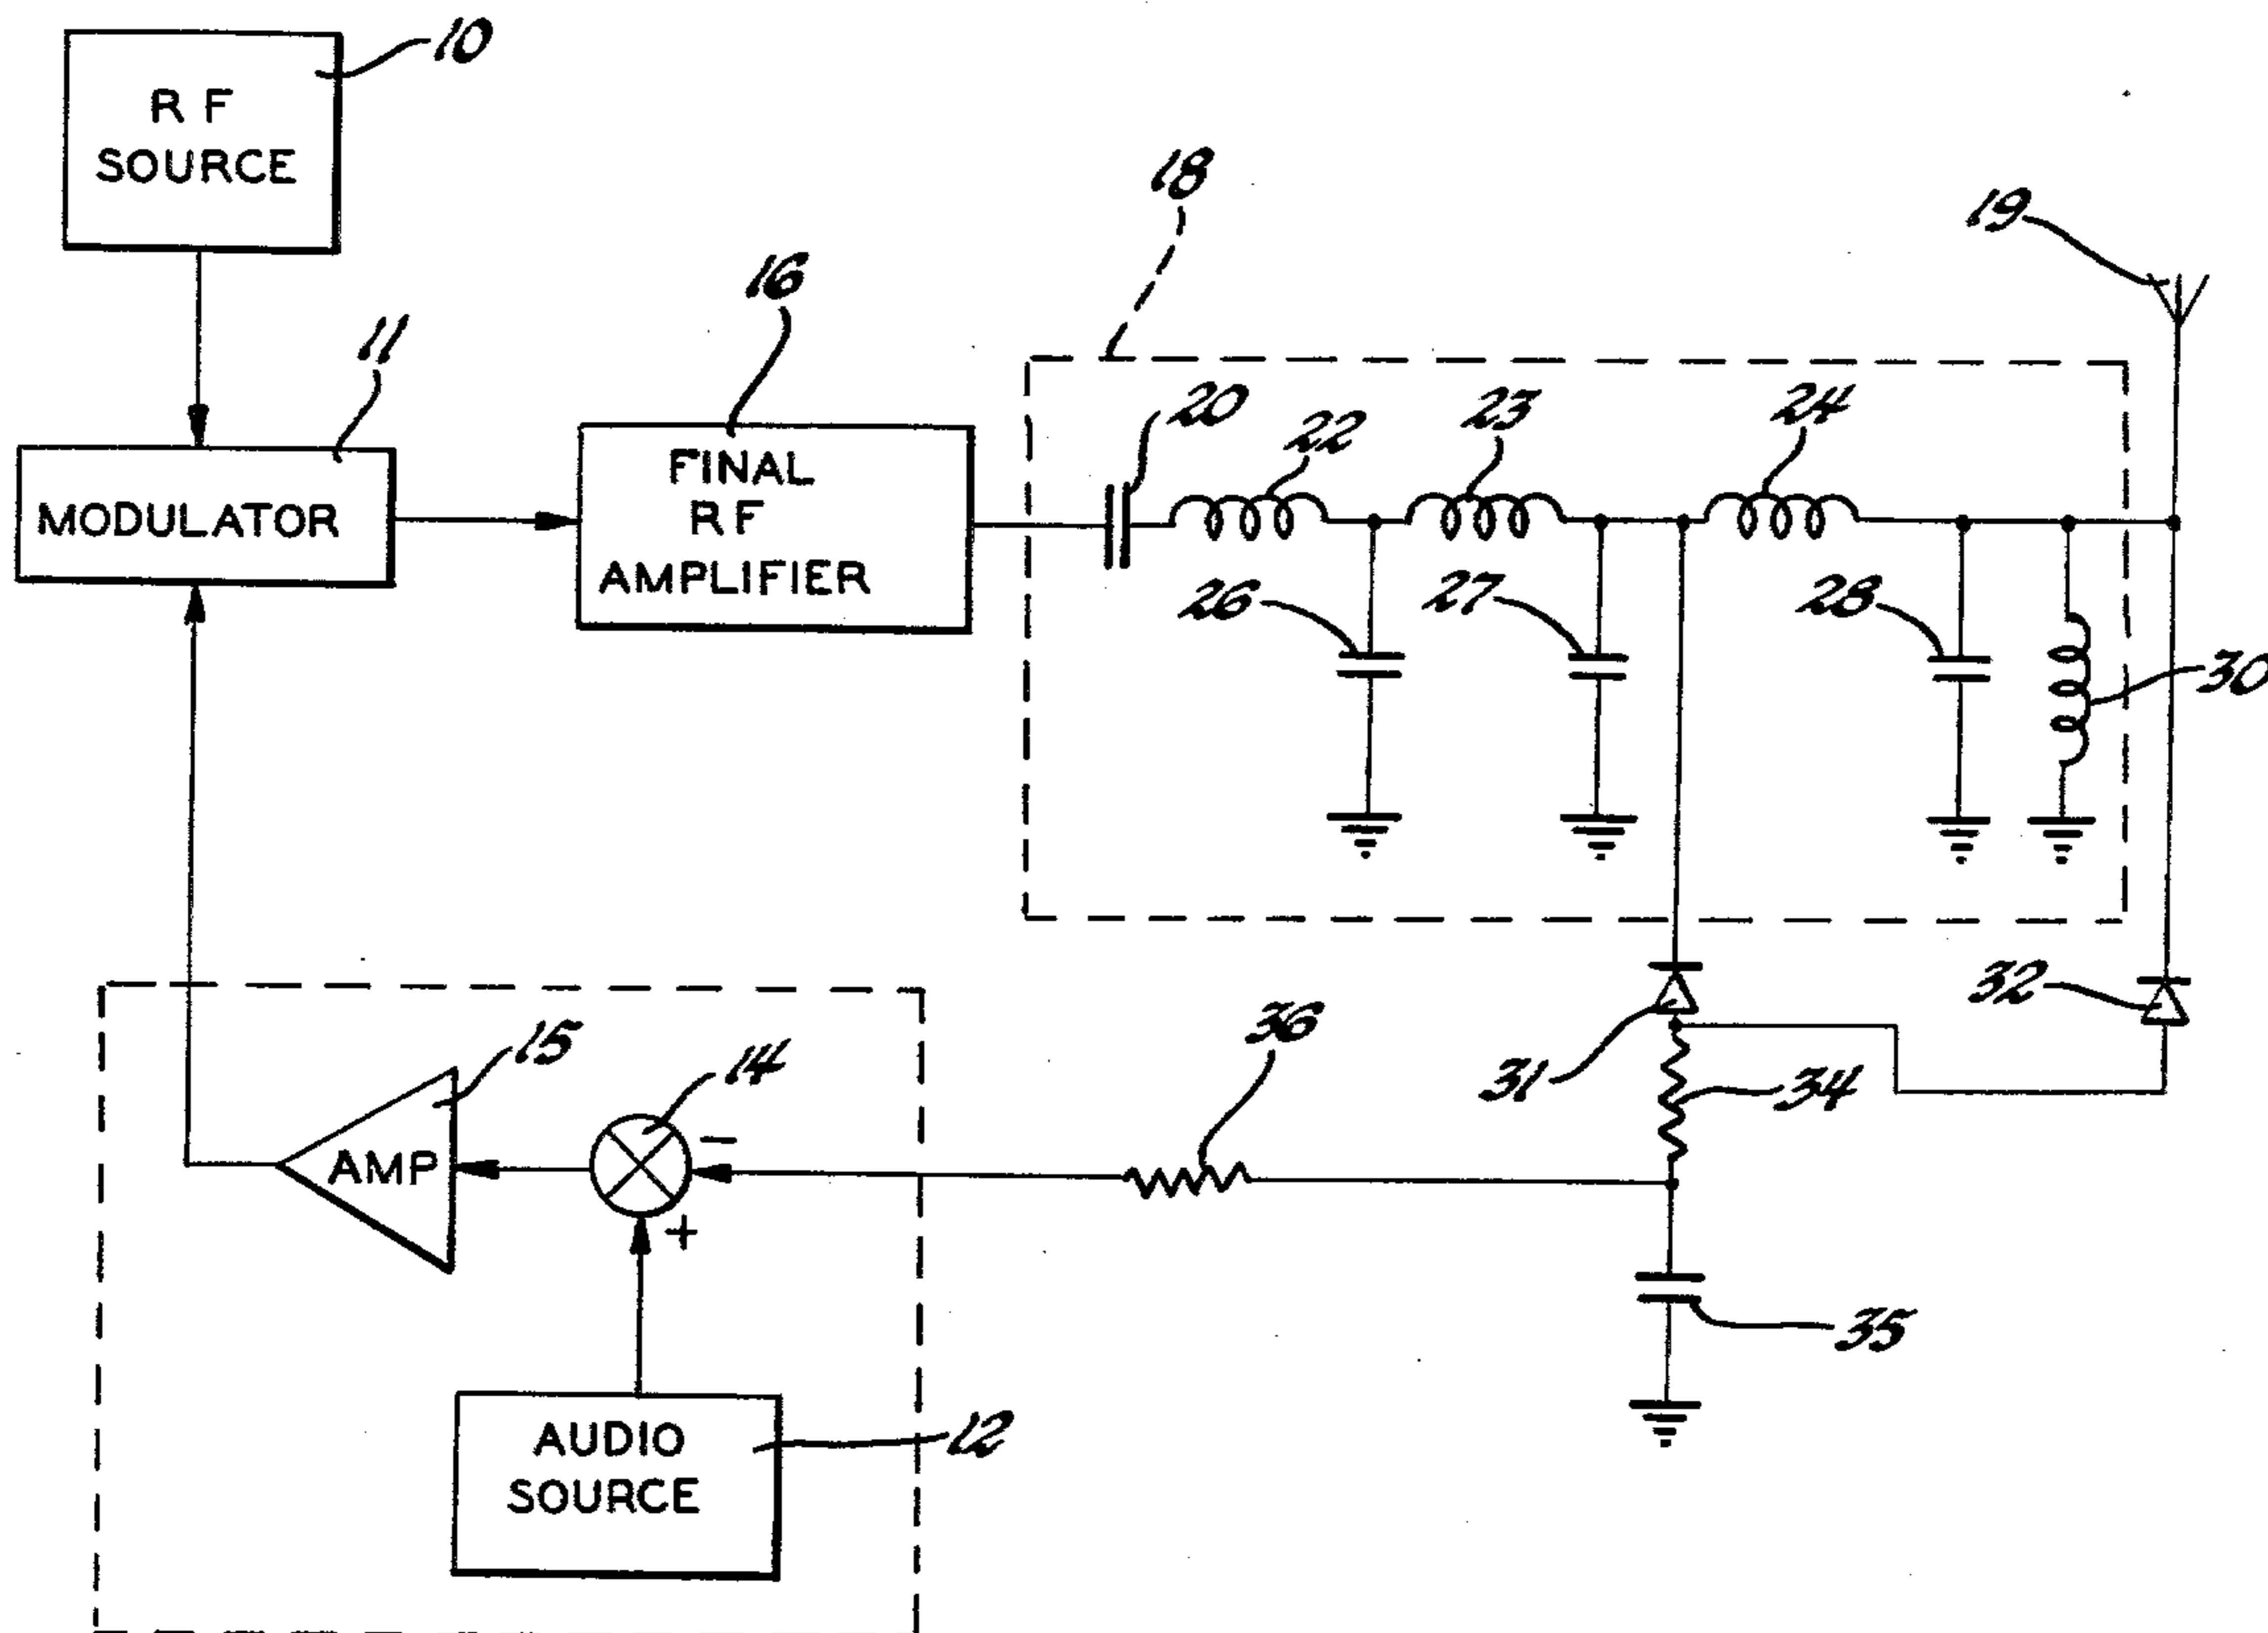 10
R F
SOURCE
18
19
16
11
20
22
23
24
FINAL
R F
AMPLIFIER
MODULATOR
26
27
28
30
32
36
15
14
31
34
AMP
−
+
35
AUDIO
SOURCE
12